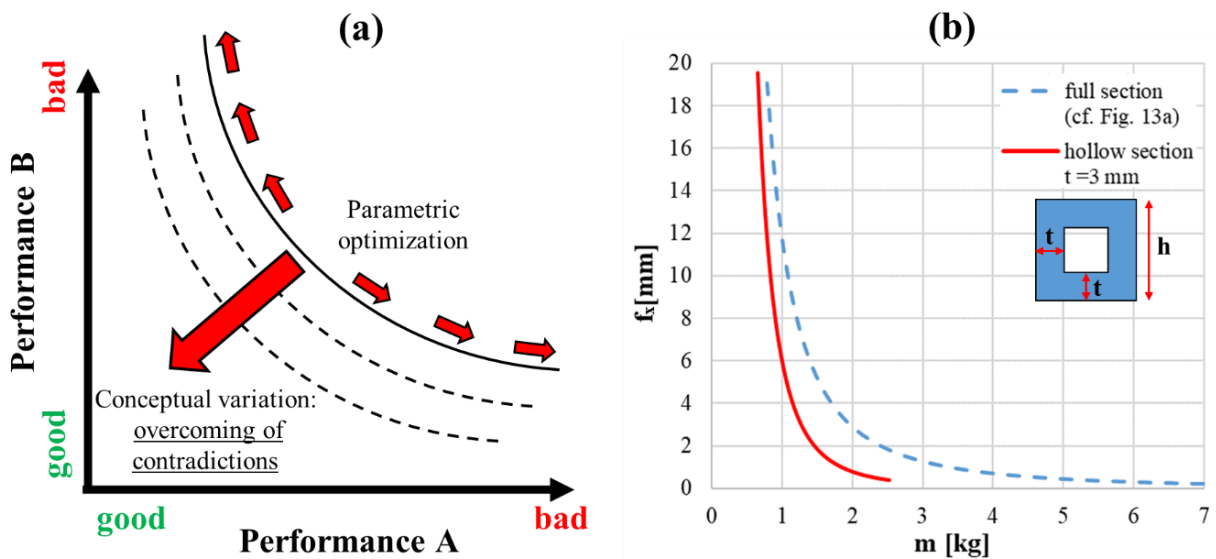 (a)
bad
Performance B
good
Parametric
optimization
Conceptual variation:
overcoming of
contradictions
good
Performance A
bad
(b)
20
18
16
14
12
10
8
6
4
2
0
fₓ[mm]
full section
(cf. Fig. 13a)
hollow section
t =3 mm
t
h
t
0 1 2 3 4 5 6 7
m [kg]